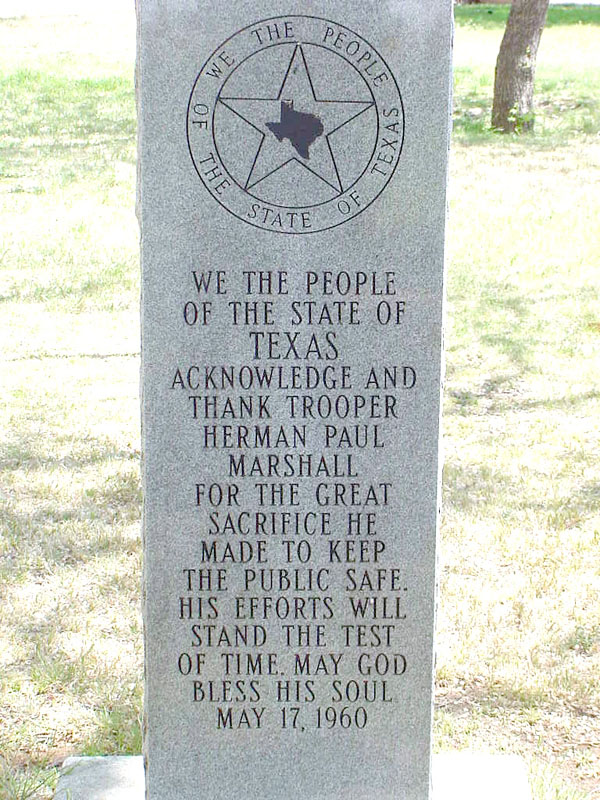 WE THE PEOPLE
OF THE STATE OF TEXAS
WE THE PEOPLE
OF THE STATE OF
TEXAS
ACKNOWLEDGE AND
THANK TROOPER
HERMAN PAUL
MARSHALL
FOR THE GREAT
SACRIFICE HE
MADE TO KEEP
THE PUBLIC SAFE.
HIS EFFORTS WILL
STAND THE TEST
OF TIME. MAY GOD
BLESS HIS SOUL
MAY 17, 1960